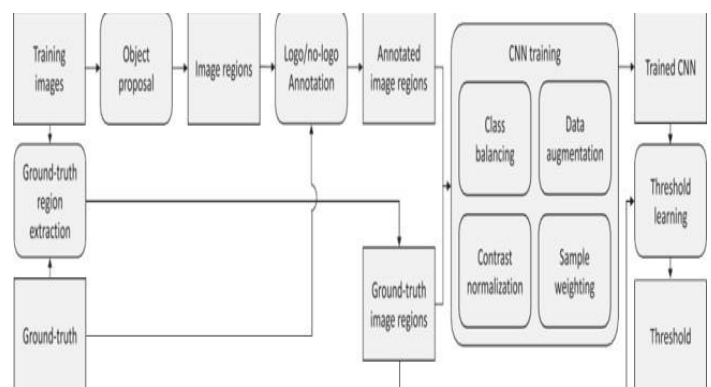 Training
images
Object
proposal
Image regions
Logo/no-logo
Annotation
Annotated
image regions
CNN training
Trained CNN
Class
balancing
Data
augmentation
Ground-truth
region
extraction
Threshold
learning
Contrast
normalization
Sample
weighting
Ground-truth
Ground-truth
image regions
Threshold